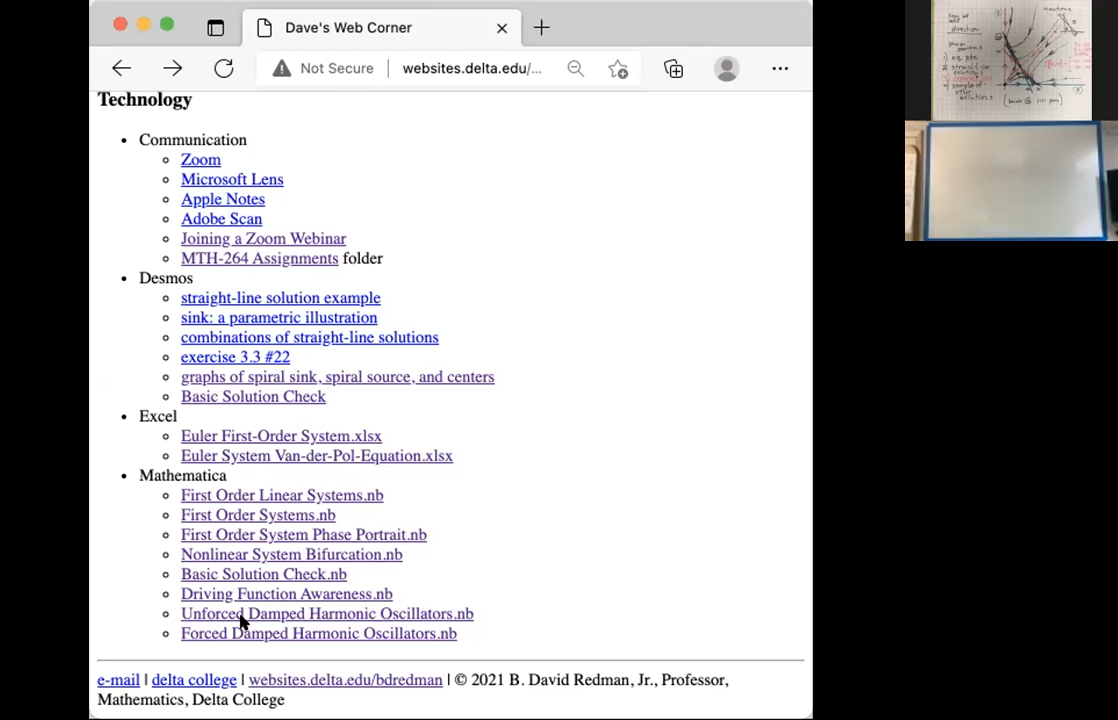 Dave's Web Corner
Not Secure
websites.delta.edu/...
Technology
Communication
Zoom
Microsoft Lens
Apple Notes
Adobe Scan
Joining a Zoom Webinar
MTH-264 Assignments folder
Desmos
straight-line solution example
sink: a parametric illustration
combinations of straight-line solutions
exercise 3.3 #22
graphs of spiral sink, spiral source, and centers
Basic Solution Check
Excel
Euler First-Order System.xlsx
Euler System Van-der-Pol-Equation.xlsx
Mathematica
First Order Linear Systems.nb
First Order Systems.nb
First Order System Phase Portrait.nb
Nonlinear System Bifurcation.nb
Basic Solution Check.nb
Driving Function Awareness.nb
Unforced Damped Harmonic Oscillators.nb
Forced Damped Harmonic Oscillators.nb
e-mail | delta college | websites.delta.edu/bdredman | © 2021 B. David Redman, Jr., Professor,
Mathematics, Delta College
direction